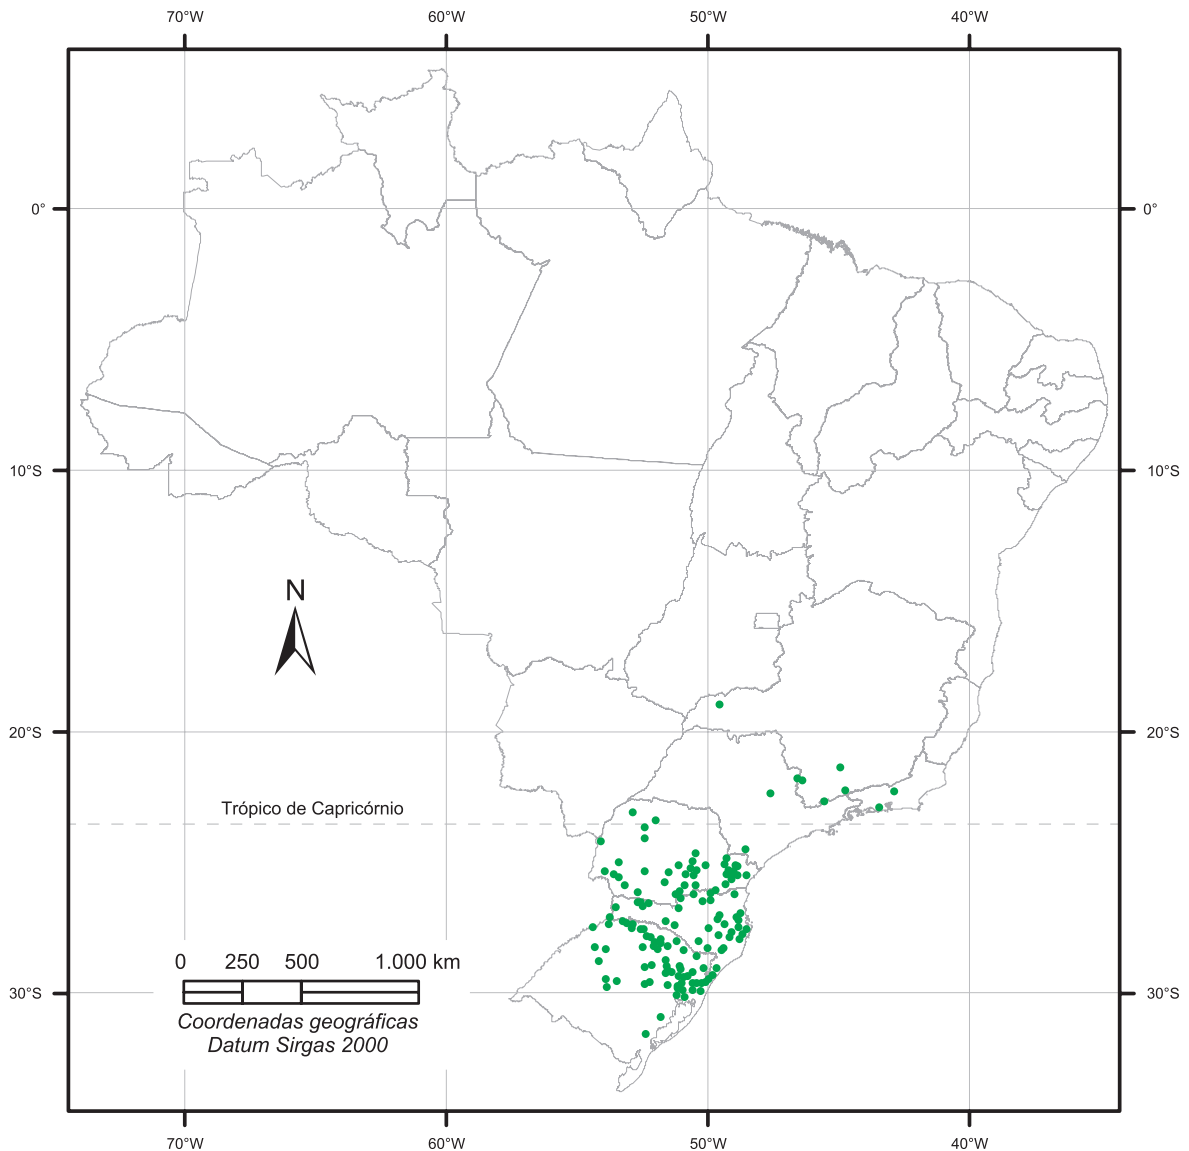 70°W 60°W 50°W 40°W
0° 0°
10°S 10°S
N
20°S 20°S
Trópico de Capricórnio
0 250 500 1.000 km
30°S 30°S
Coordenadas geográficas
Datum Sirgas 2000
70°W 60°W 50°W 40°W